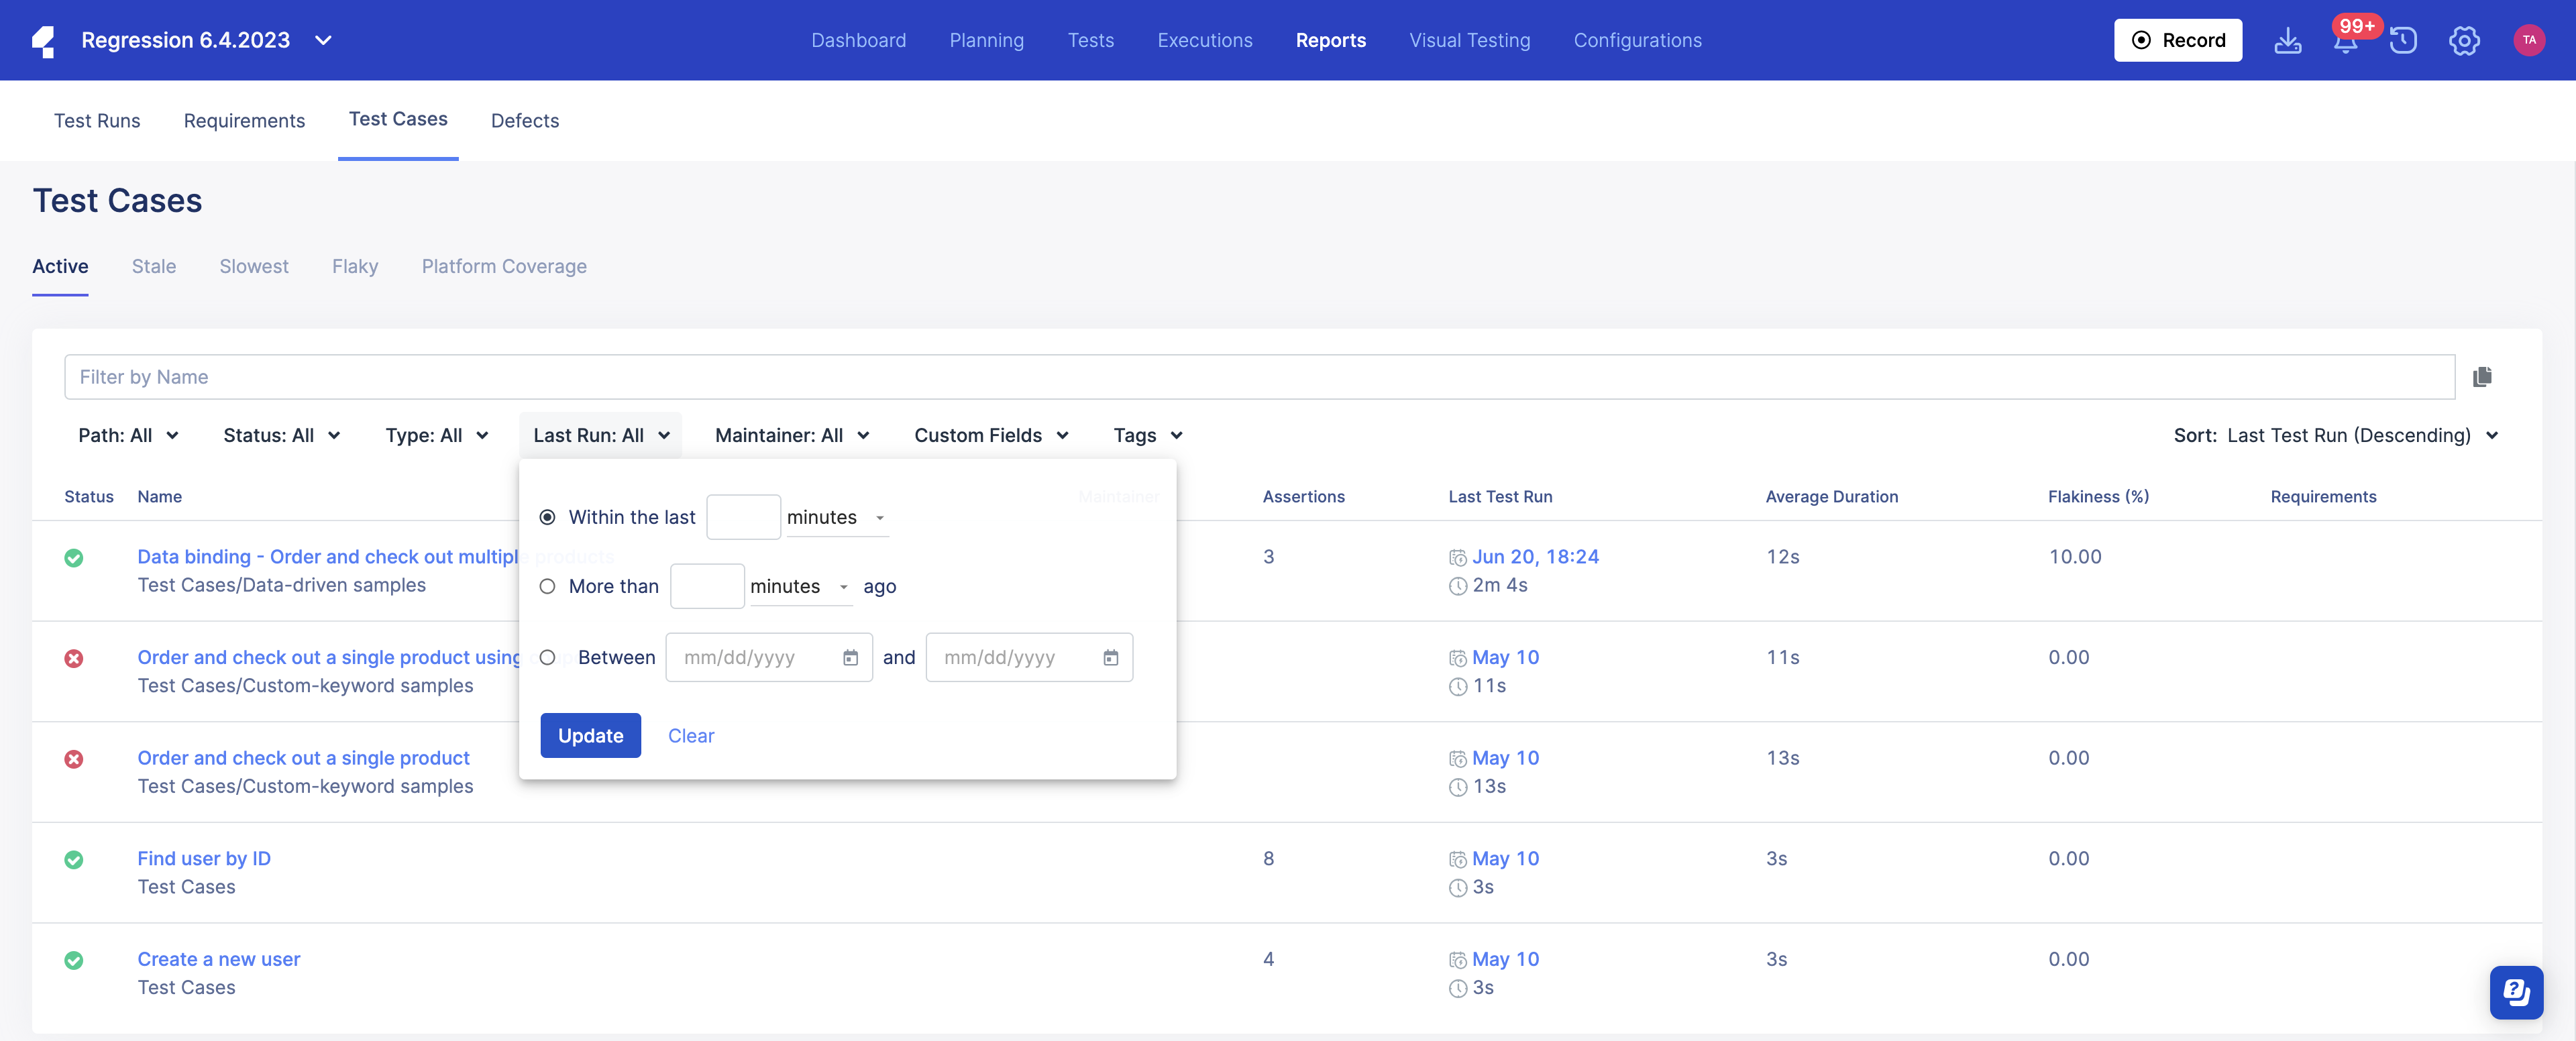 Regression 6.4.2023
Dashboard Planning Tests Executions Reports Visual Testing Configurations
Record
99+
TA
Test Runs Requirements Test Cases Defects
Test Cases
Active Stale Slowest Flaky Platform Coverage
Filter by Name
Path: All Status: All Type: All Last Run: All Maintainer: All Custom Fields Tags Sort: Last Test Run (Descending)
Status Name Maintainer Assertions Last Test Run Average Duration Flakiness (%) Requirements
Within the last minutes
More than minutes ago
Between mm/dd/yyyy and mm/dd/yyyy
Update Clear
Data binding - Order and check out multiple products 3 Jun 20, 18:24 12s 10.00
Test Cases/Data-driven samples 2m 4s
Order and check out a single product using May 10 11s 0.00
Test Cases/Custom-keyword samples 11s
Order and check out a single product May 10 13s 0.00
Test Cases/Custom-keyword samples 13s
Find user by ID 8 May 10 3s 0.00
Test Cases 3s
Create a new user 4 May 10 3s 0.00
Test Cases 3s